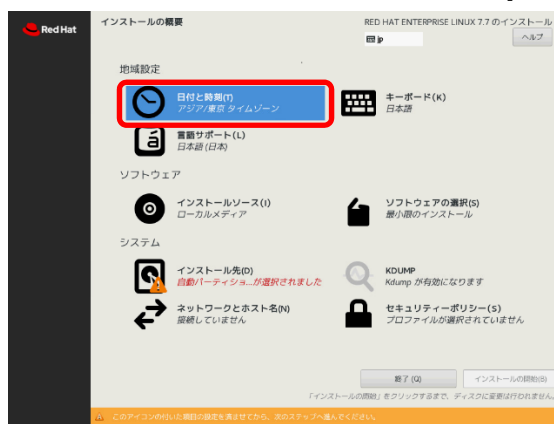 Red Hat
インストールの概要
RED HAT ENTERPRISE LINUX 7.7 のインストール
jp
ヘルプ
地域設定
日付と時刻(T)
アジア/東京 タイムゾーン
キーボード(K)
日本語
言語サポート(L)
日本語 (日本)
ソフトウェア
インストールソース(I)
ローカルメディア
ソフトウェアの選択(S)
最小限のインストール
システム
インストール先(D)
自動パーティショ...が選択されました
KDUMP
Kdump が有効になります
ネットワークとホスト名(N)
接続していません
セキュリティーポリシー(S)
プロファイルが選択されていません
終了 (Q)
インストールの開始(B)
「インストールの開始」をクリックするまで、ディスクに変更は行われません。
このアイコンの付いた項目の設定を済ませてから、次のステップへ進んでください。